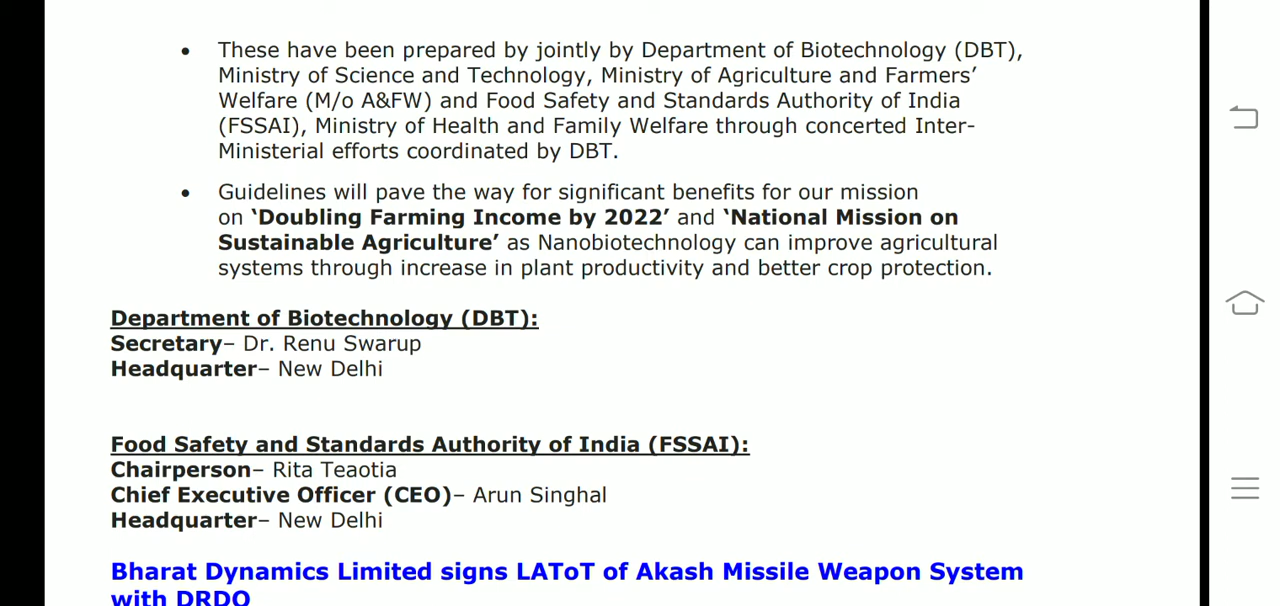 • These have been prepared by jointly by Department of Biotechnology (DBT),
Ministry of Science and Technology, Ministry of Agriculture and Farmers’
Welfare (M/o A&FW) and Food Safety and Standards Authority of India
(FSSAI), Ministry of Health and Family Welfare through concerted Inter-
Ministerial efforts coordinated by DBT.
• Guidelines will pave the way for significant benefits for our mission
on ‘Doubling Farming Income by 2022’ and ‘National Mission on
Sustainable Agriculture’ as Nanobiotechnology can improve agricultural
systems through increase in plant productivity and better crop protection.
Department of Biotechnology (DBT):
Secretary– Dr. Renu Swarup
Headquarter– New Delhi
Food Safety and Standards Authority of India (FSSAI):
Chairperson– Rita Teaotia
Chief Executive Officer (CEO)– Arun Singhal
Headquarter– New Delhi
Bharat Dynamics Limited signs LAToT of Akash Missile Weapon System
with DRDO